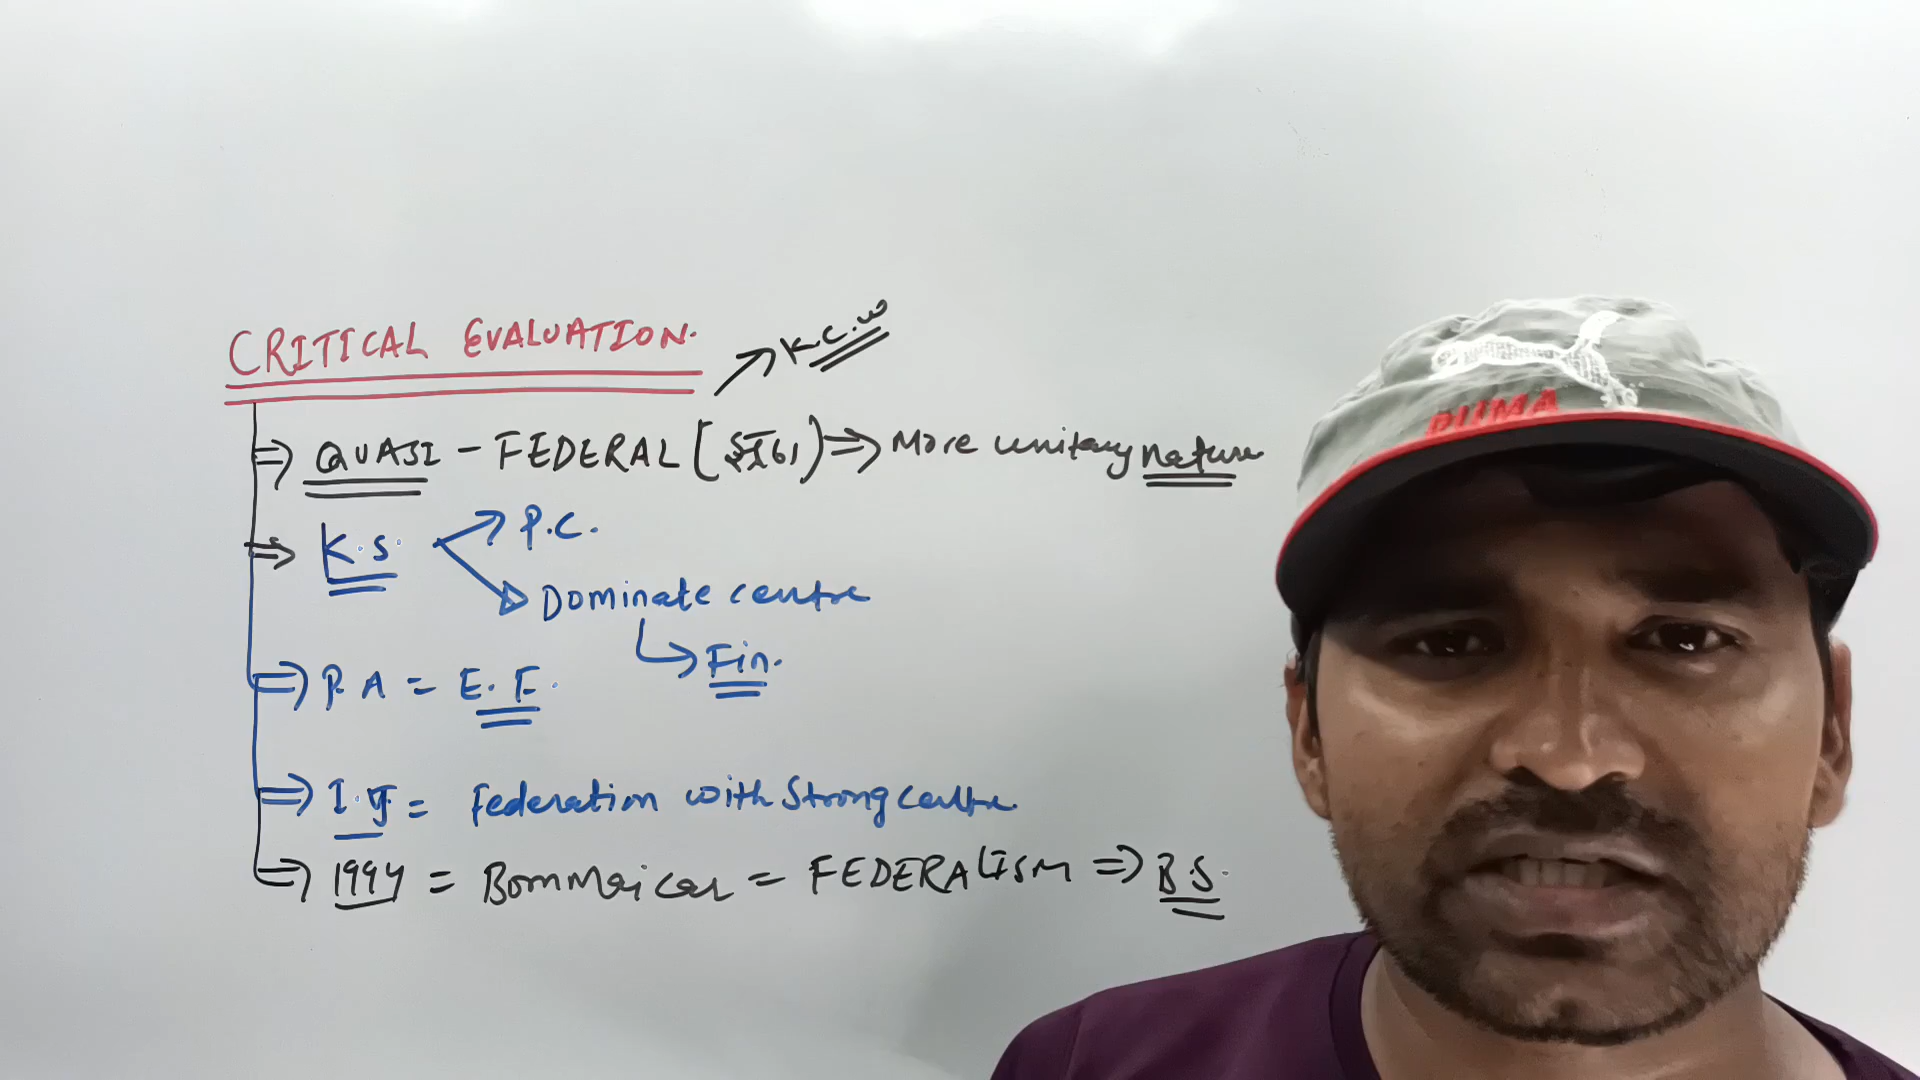 CRITICAL EVALUATION.
K.C.W
QUASI - FEDERAL ( ) ⇒ More unitary nature
K.S. → P.C.
→ Dominate centre
→ Fin.
P.A = E.F.
I.J = Federation with Strong centre.
1994 = Bommai case = FEDERALISM ⇒ B.S.
PUMA